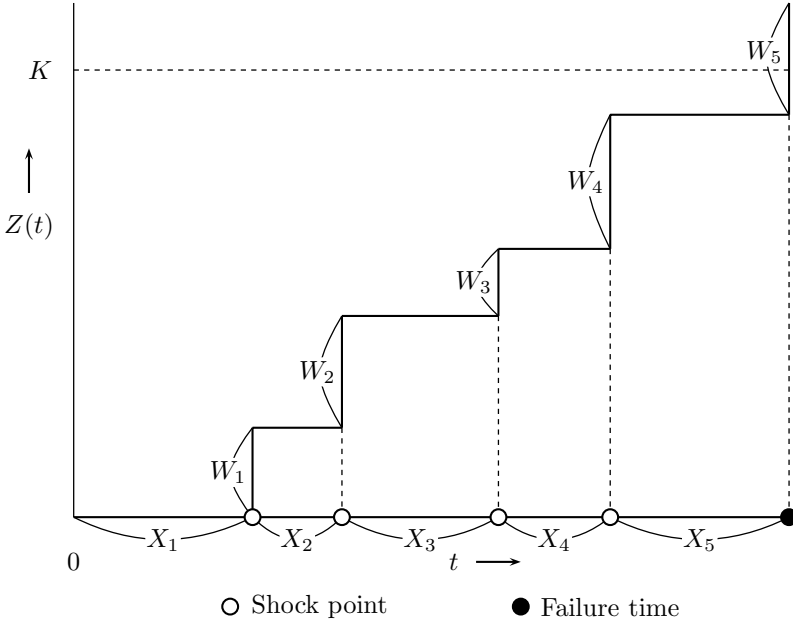 W₅
K
W₄
Z(t)
W₃
W₂
W₁
X₁ X₂ X₃ X₄ X₅
0 t
Shock point Failure time